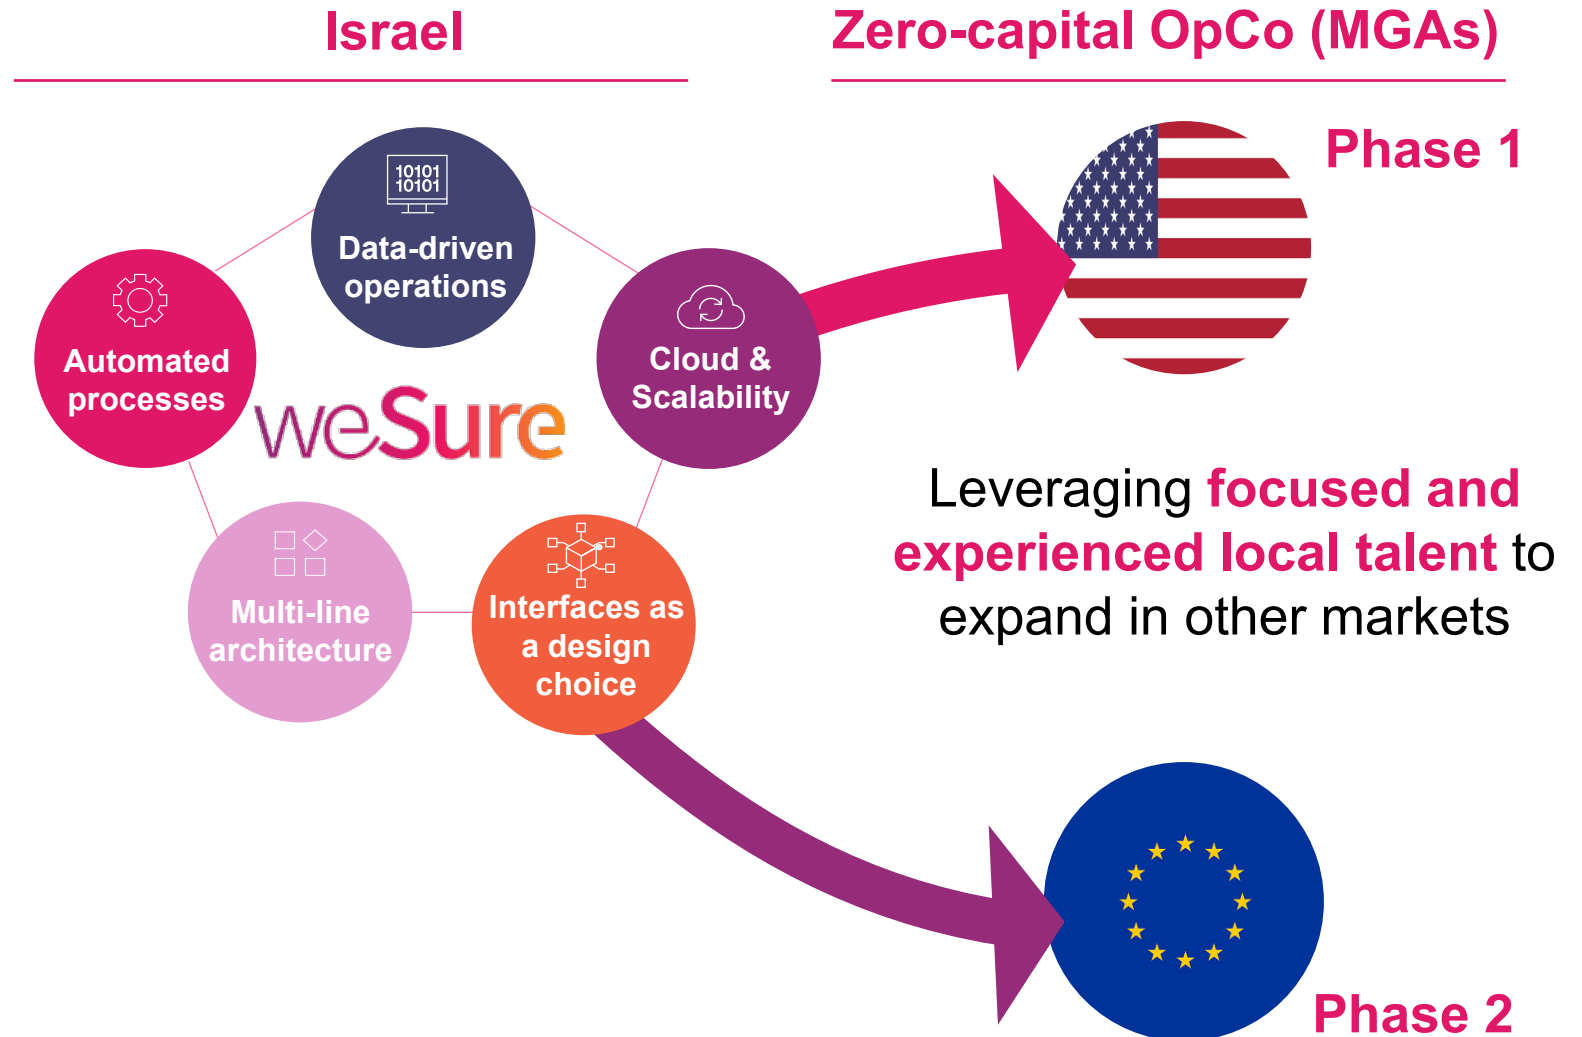 Israel
Zero-capital OpCo (MGAs)
Phase 1
10101
10101
Data-driven
operations
Automated
processes
Cloud &
Scalability
weSure
Multi-line
architecture
Interfaces as
a design
choice
Leveraging focused and
experienced local talent to
expand in other markets
Phase 2